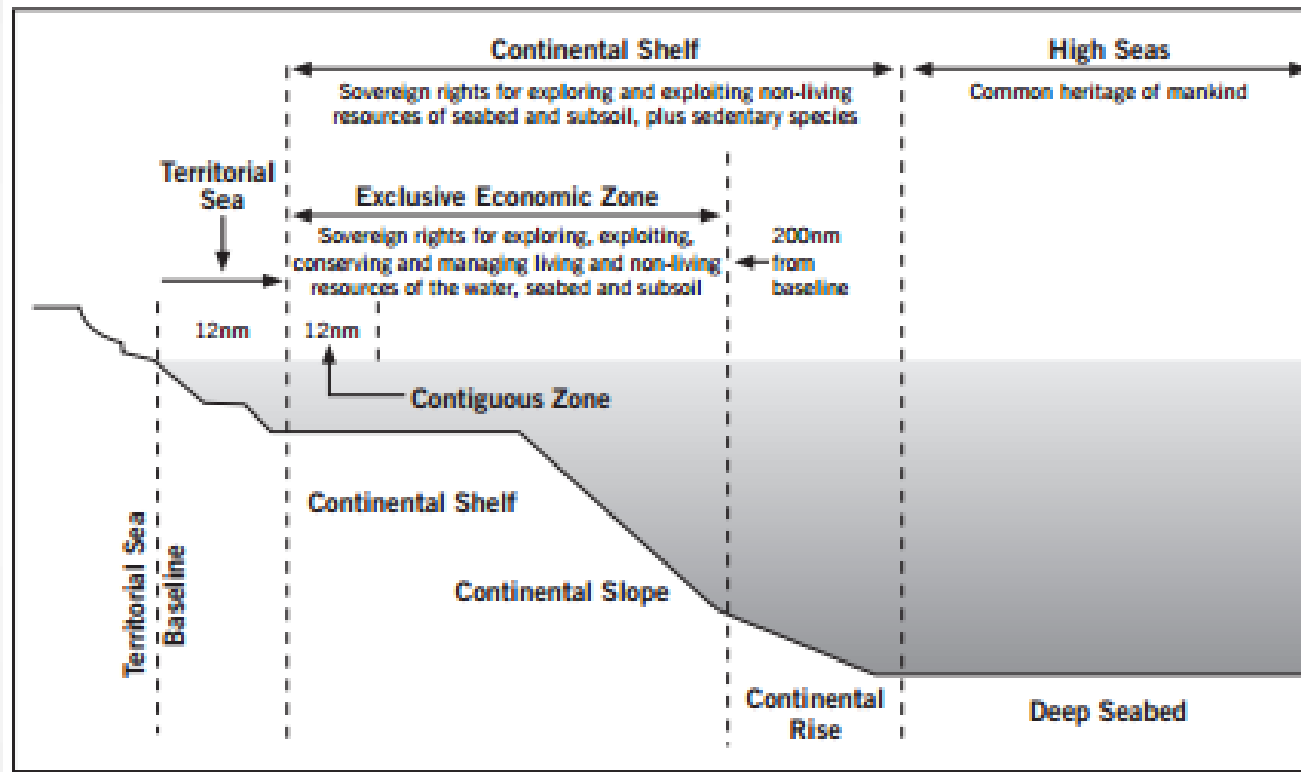 Continental Shelf
High Seas
Sovereign rights for exploring and exploiting non-living
resources of seabed and subsoil, plus sedentary species
Common heritage of mankind
Territorial
Sea
Exclusive Economic Zone
Sovereign rights for exploring, exploiting,
conserving and managing living and non-living
resources of the water, seabed and subsoil
200nm
from
baseline
12nm
12nm
Contiguous Zone
Continental Shelf
Territorial Sea
Baseline
Continental Slope
Continental
Rise
Deep Seabed